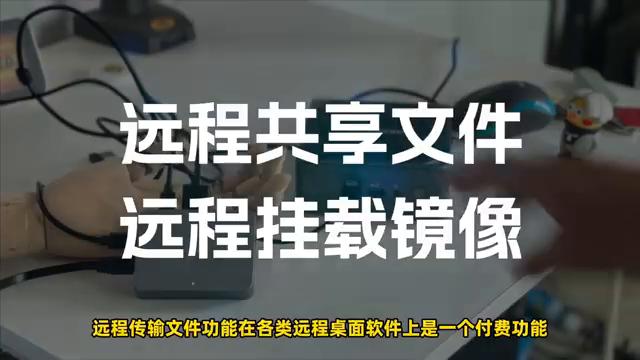 远程共享文件
远程挂载镜像
远程传输文件功能在各类远程桌面软件上是一个付费功能